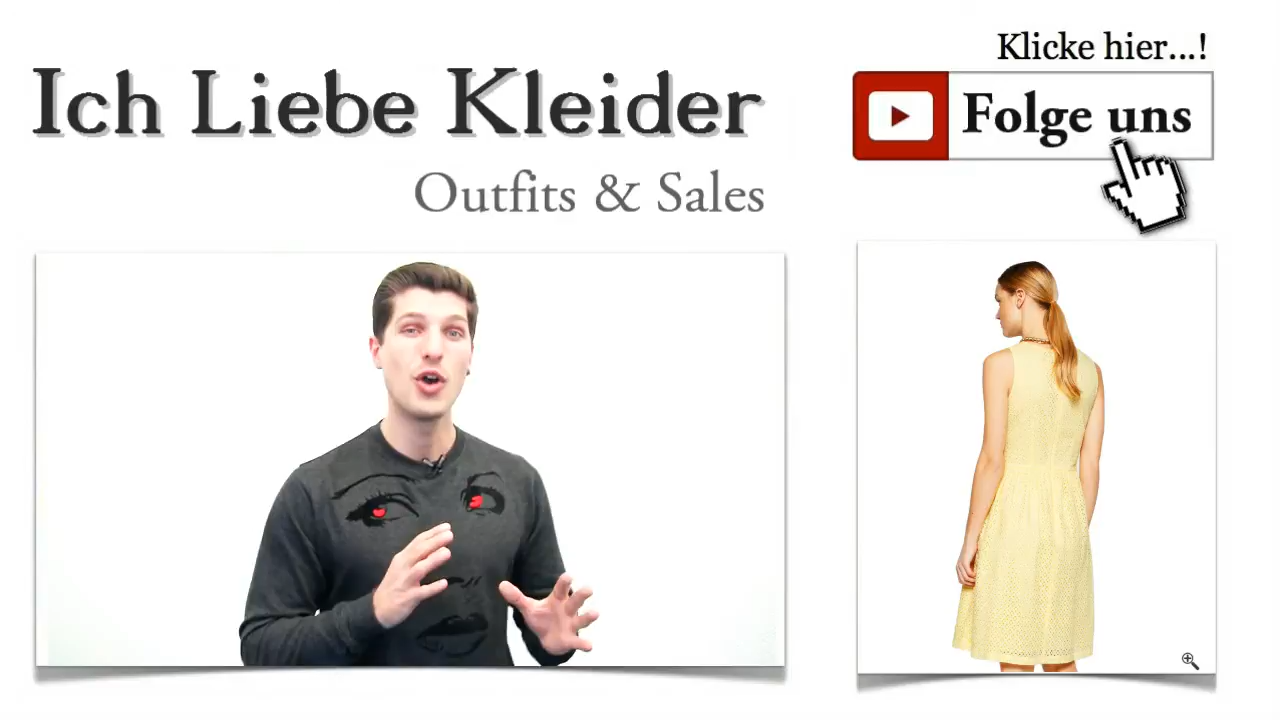 Ich Liebe Kleider
Outfits & Sales
Klicke hier...!
Folge uns